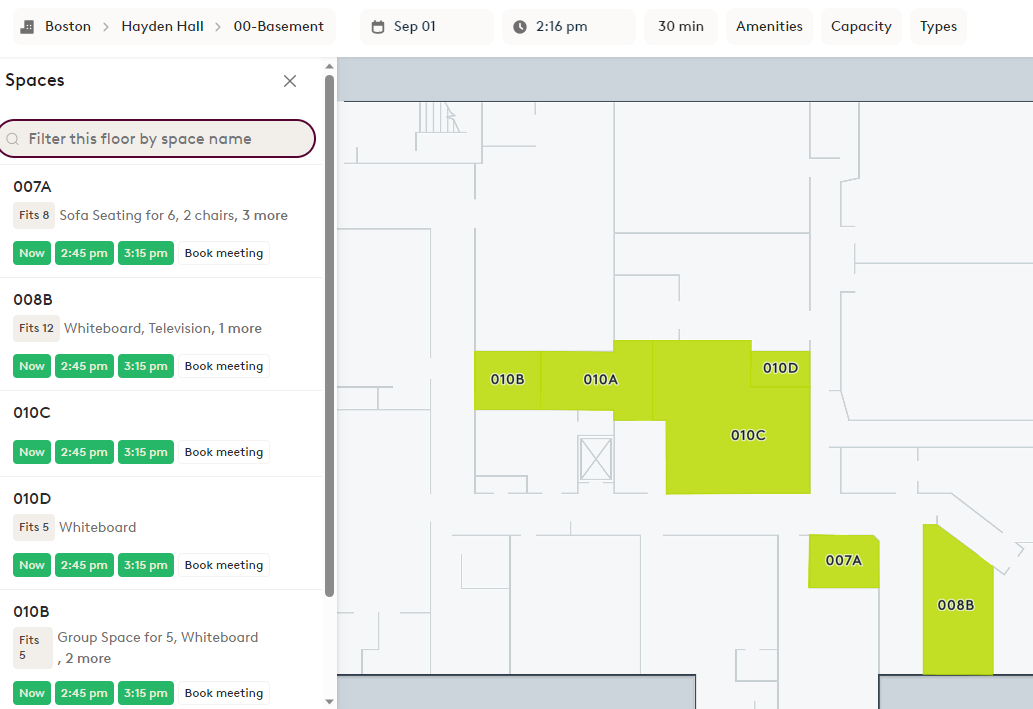 Boston > Hayden Hall > 00-Basement Sep 01 2:16 pm 30 min Amenities Capacity Types
Spaces
Filter this floor by space name
007A
Fits 8 Sofa Seating for 6, 2 chairs, 3 more
Now 2:45 pm 3:15 pm Book meeting
008B
Fits 12 Whiteboard, Television, 1 more
Now 2:45 pm 3:15 pm Book meeting
010C
Now 2:45 pm 3:15 pm Book meeting
010D
Fits 5 Whiteboard
Now 2:45 pm 3:15 pm Book meeting
010B
Fits 5 Group Space for 5, Whiteboard
, 2 more
Now 2:45 pm 3:15 pm Book meeting
010B
010A
010D
010C
007A
008B